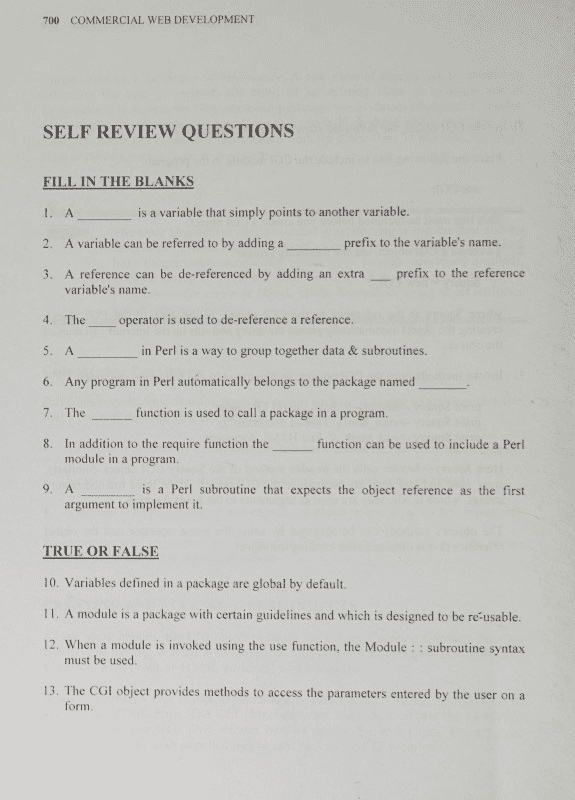 700 COMMERCIAL WEB DEVELOPMENT
SELF REVIEW QUESTIONS
FILL IN THE BLANKS
1. A ________ is a variable that simply points to another variable.
2. A variable can be referred to by adding a ________ prefix to the variable's name.
3. A reference can be de-referenced by adding an extra ___ prefix to the reference
variable's name.
4. The ____ operator is used to de-reference a reference.
5. A _________ in Perl is a way to group together data & subroutines.
6. Any program in Perl automatically belongs to the package named _______.
7. The ______ function is used to call a package in a program.
8. In addition to the require function the ______ function can be used to include a Perl
module in a program.
9. A ________ is a Perl subroutine that expects the object reference as the first
argument to implement it.
TRUE OR FALSE
10. Variables defined in a package are global by default.
11. A module is a package with certain guidelines and which is designed to be re-usable.
12. When a module is invoked using the use function, the Module : : subroutine syntax
must be used.
13. The CGI object provides methods to access the parameters entered by the user on a
form.